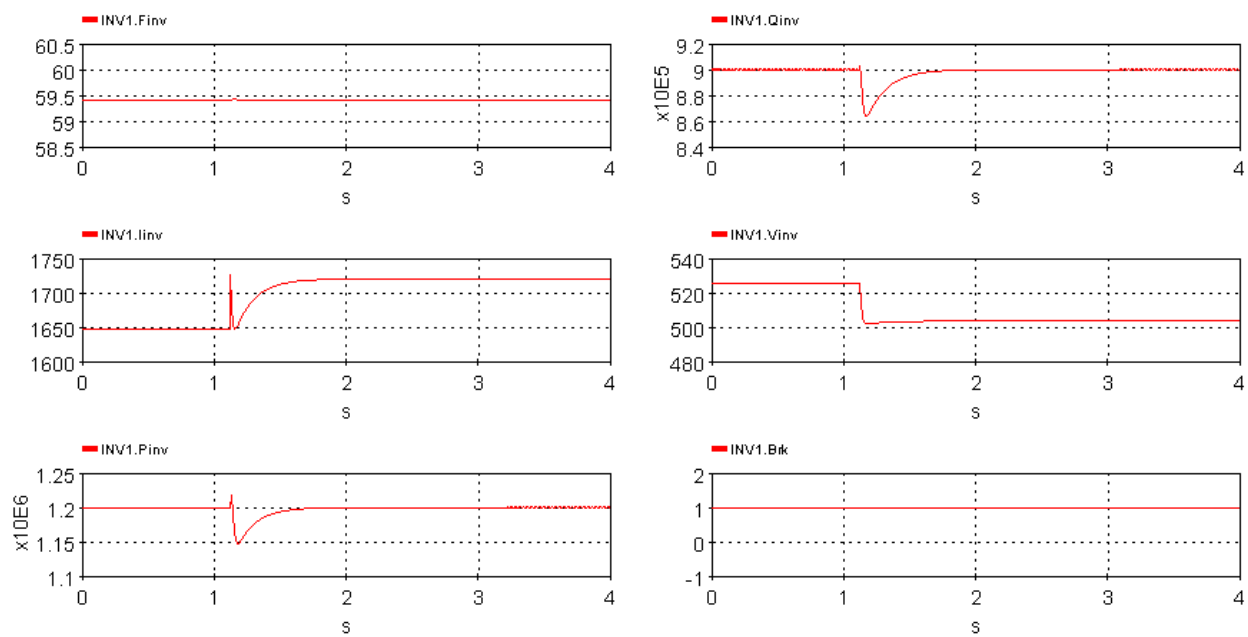 INV1.Finv
60.5
60
59.5
59
58.5
0 1 2 3 4
s
INV1.Qinv
9.2
9
8.8
8.6
8.4
x10E5
0 1 2 3 4
s
INV1.Iinv
1750
1700
1650
1600
0 1 2 3 4
s
INV1.Vinv
540
520
500
480
0 1 2 3 4
s
INV1.Pinv
1.25
1.2
1.15
1.1
x10E6
0 1 2 3 4
s
INV1.Brk
2
1
0
-1
0 1 2 3 4
s